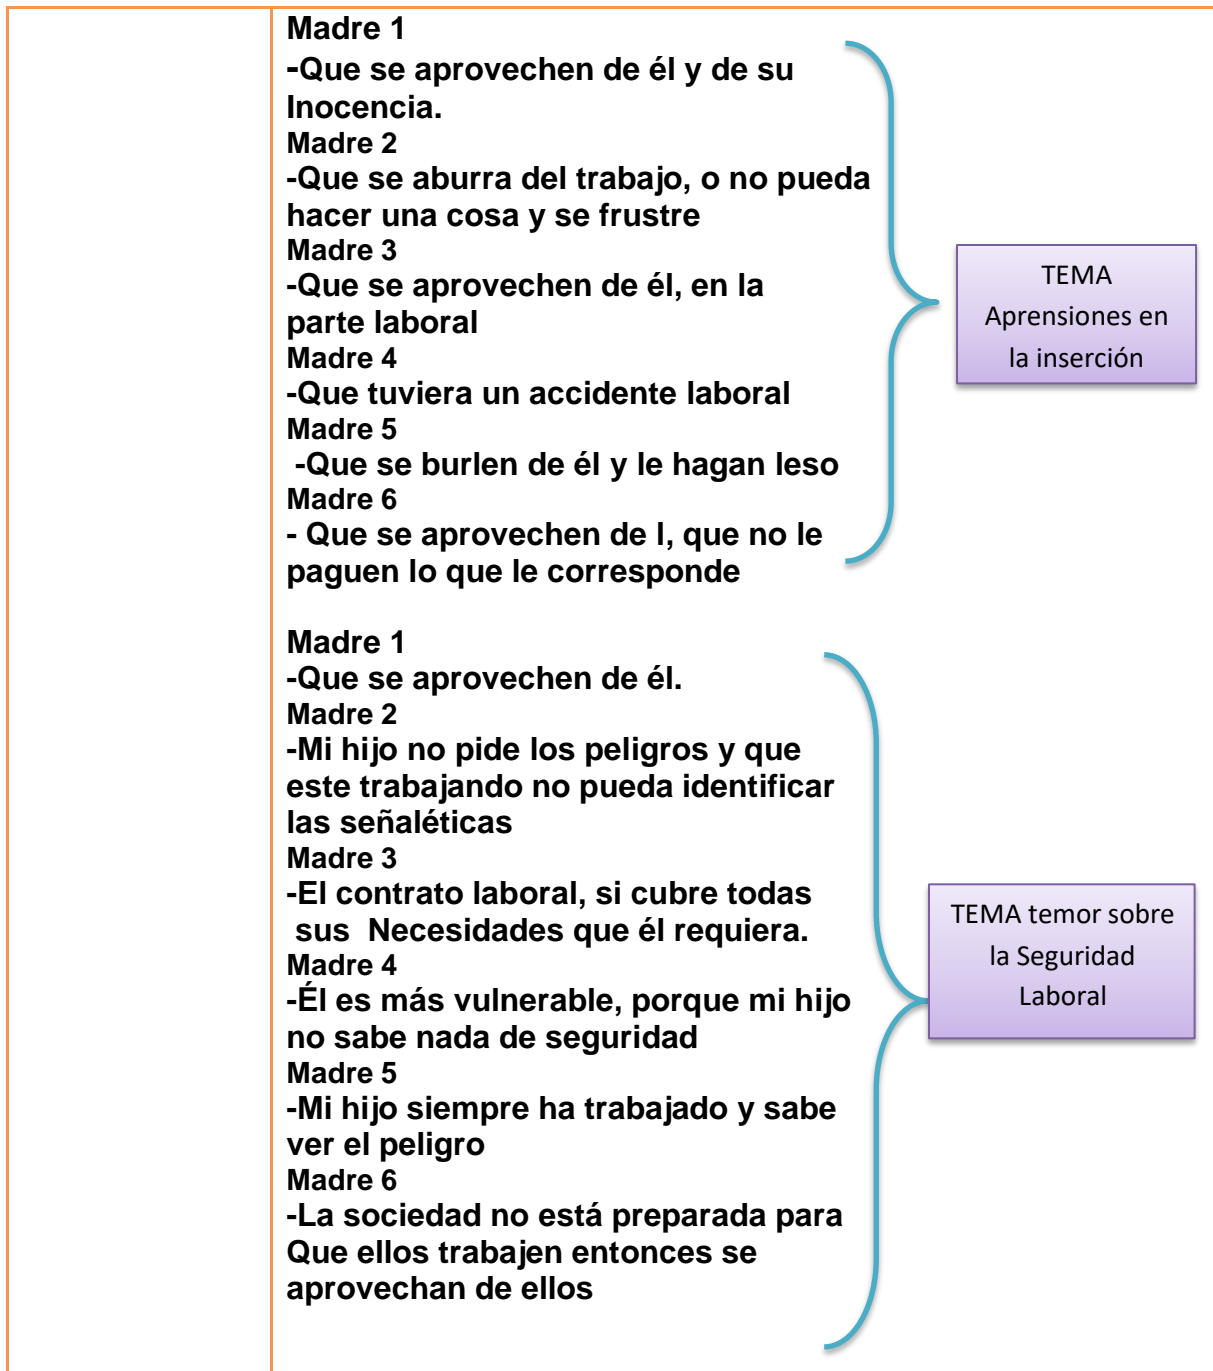 Madre 1
-Que se aprovechen de él y de su
Inocencia.
Madre 2
-Que se aburra del trabajo, o no pueda
hacer una cosa y se frustre
Madre 3
-Que se aprovechen de él, en la
parte laboral
Madre 4
-Que tuviera un accidente laboral
Madre 5
-Que se burlen de él y le hagan leso
Madre 6
- Que se aprovechen de l, que no le
paguen lo que le corresponde
TEMA
Aprensiones en
la inserción
Madre 1
-Que se aprovechen de él.
Madre 2
-Mi hijo no pide los peligros y que
este trabajando no pueda identificar
las señaléticas
Madre 3
-El contrato laboral, si cubre todas
sus  Necesidades que él requiera.
Madre 4
-Él es más vulnerable, porque mi hijo
no sabe nada de seguridad
Madre 5
-Mi hijo siempre ha trabajado y sabe
ver el peligro
Madre 6
-La sociedad no está preparada para
Que ellos trabajen entonces se
aprovechan de ellos
TEMA temor sobre
la Seguridad
Laboral